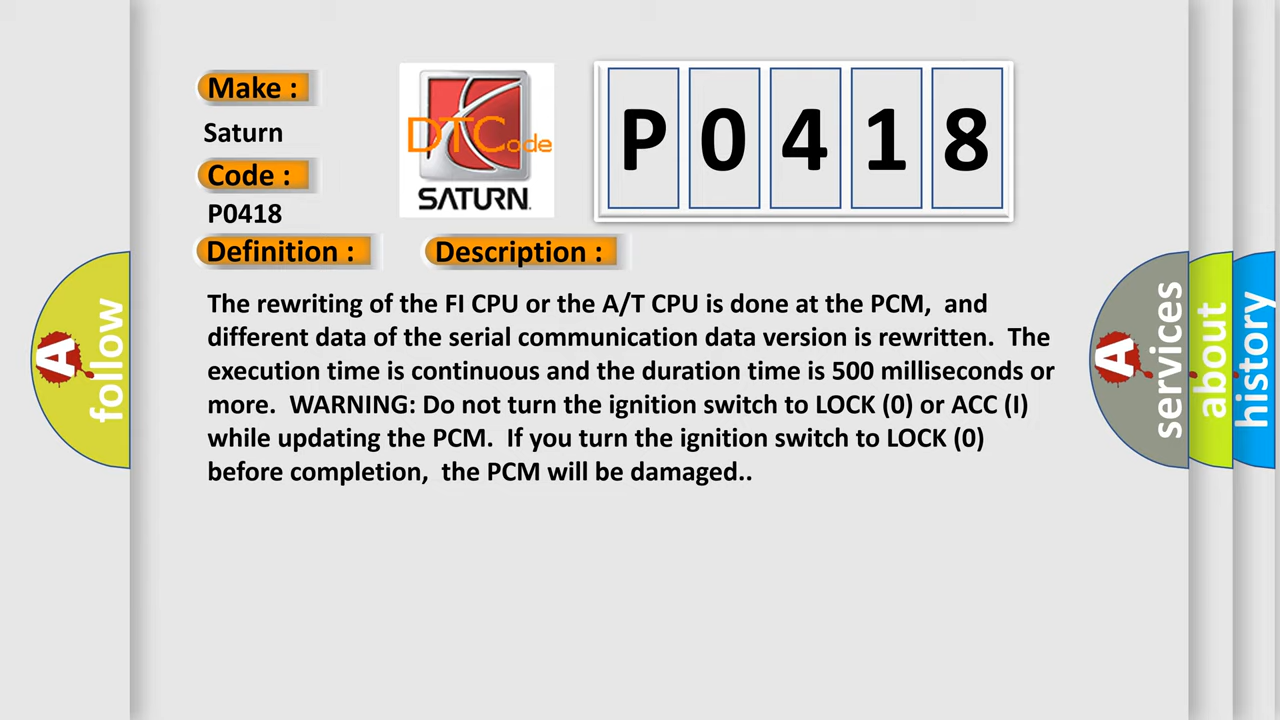 Make :
Saturn
Code :
P0418
Definition :
Description :
DTCode
SATURN
P0418
The rewriting of the FI CPU or the A/T CPU is done at the PCM, and
different data of the serial communication data version is rewritten. The
execution time is continuous and the duration time is 500 milliseconds or
more. WARNING: Do not turn the ignition switch to LOCK (0) or ACC (I)
while updating the PCM. If you turn the ignition switch to LOCK (0)
before completion, the PCM will be damaged..
A follow
A services
about
history